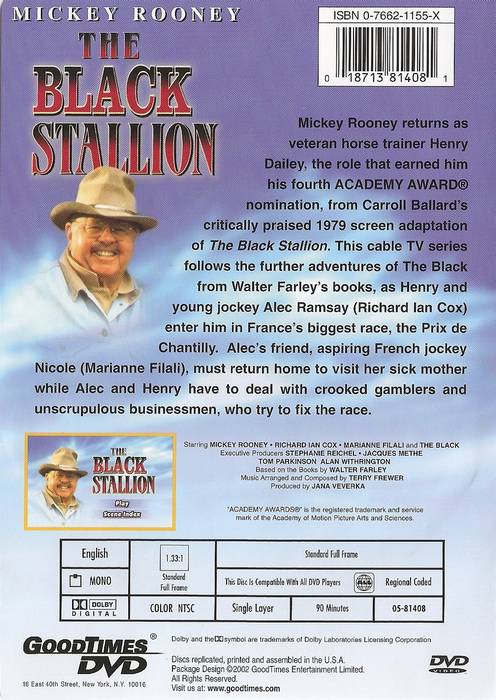 MICKEY ROONEY
THE
BLACK
STALLION
ISBN 0-7662-1155-X
0 18713 81408 1
Mickey Rooney returns as
veteran horse trainer Henry
Dailey, the role that earned him
his fourth ACADEMY AWARD®
nomination, from Carroll Ballard's
critically praised 1979 screen adaptation
of The Black Stallion. This cable TV series
follows the further adventures of The Black
from Walter Farley's books, as Henry and
young jockey Alec Ramsay (Richard Ian Cox)
enter him in France's biggest race, the Prix de
Chantilly. Alec's friend, aspiring French jockey
Nicole (Marianne Filali), must return home to visit her sick mother
while Alec and Henry have to deal with crooked gamblers and
unscrupulous businessmen, who try to fix the race.
THE
BLACK
STALLION
Play
Scene Index
Starring MICKEY ROONEY • RICHARD IAN COX • MARIANNE FILALI and THE BLACK
Executive Producers STEPHANIE REICHEL • JACQUES METHE
TOM PARKINSON ALAN WITHRINGTON
Based on the Books by WALTER FARLEY
Music Arranged and Composed by TERRY FREWER
Produced by JANA VEVERKA
"ACADEMY AWARDS®" is the registered trademark and service
mark of the Academy of Motion Picture Arts and Sciences.
English
MONO
DOLBY
DIGITAL
1.33:1
Standard
Full Frame
COLOR NTSC
Standard Full Frame
This Disc Is Compatible With All DVD Players
ALL
Regional Coded
Single Layer
90 Minutes
05-81408
GOODTIMES®
DVD
16 East 40th Street, New York, N.Y. 10016
Dolby and the DD symbol are trademarks of Dolby Laboratories Licensing Corporation
Discs replicated, printed and assembled in the U.S.A.
Package Design ©2002 GoodTimes Entertainment Limited.
All Rights Reserved.
Visit us at: www.goodtimes.com
DVD
VIDEO